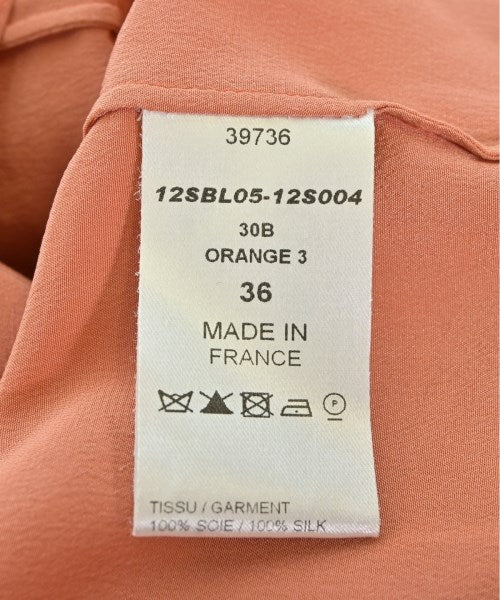 39736
12SBL05-12S004
30B
ORANGE 3
36
MADE IN
FRANCE
P
TISSU / GARMENT
100% SOIE / 100% SILK